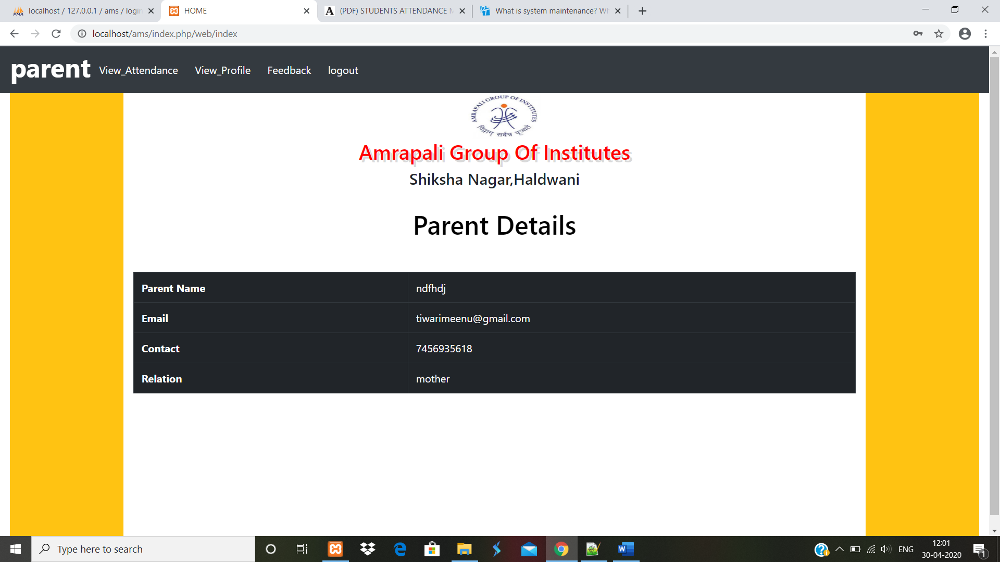 localhost / 127.0.0.1 / ams / login
HOME
(PDF) STUDENTS ATTENDANCE M
What is system maintenance? Wh
localhost/ams/index.php/web/index
parent View_Attendance View_Profile Feedback logout
AMRAPALI GROUP OF INSTITUTES
विद्वान् सर्वत्र पूज्यते
Amrapali Group Of Institutes
Shiksha Nagar,Haldwani
Parent Details
Parent Name ndfhdj
Email tiwarimeenu@gmail.com
Contact 7456935618
Relation mother
Type here to search
ENG
12:01
30-04-2020
1